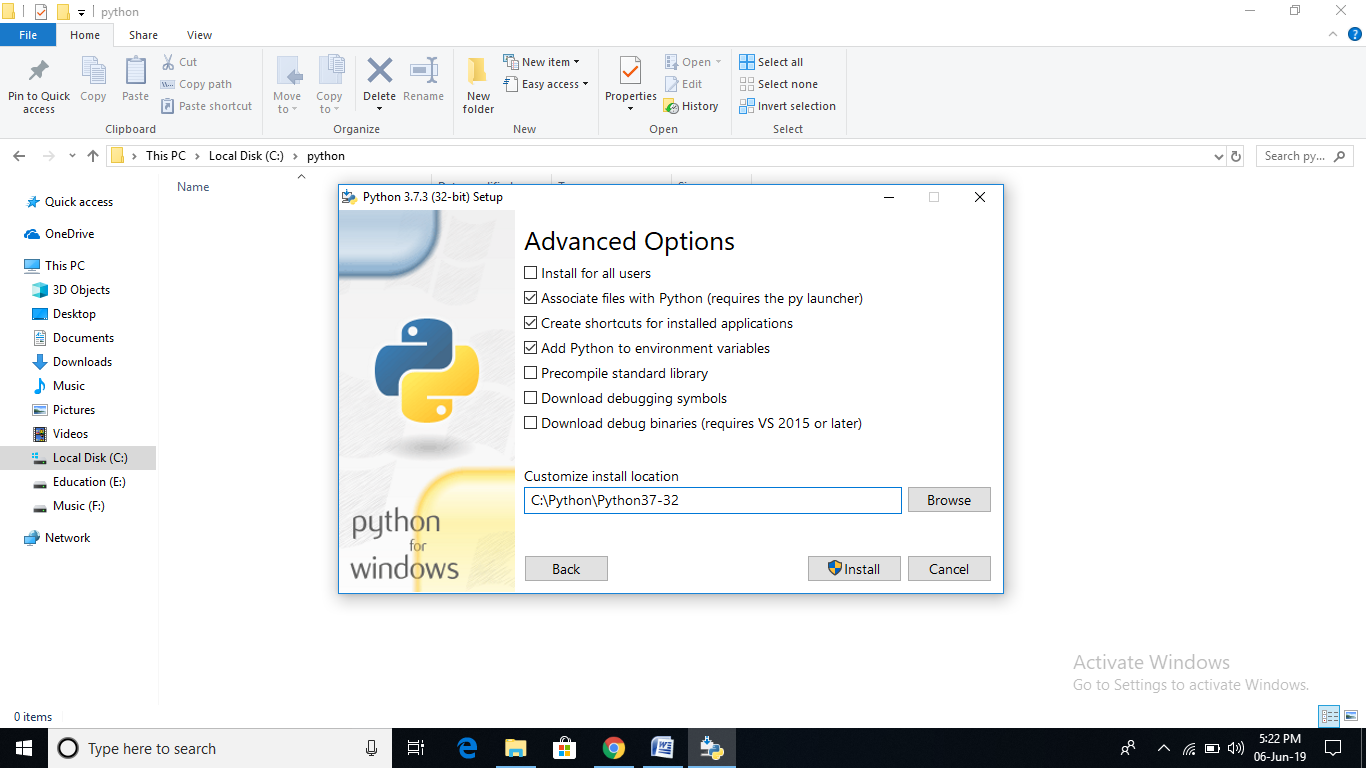 python
File Home Share View
Pin to Quick access
Copy
Paste
Cut
Copy path
Paste shortcut
Clipboard
Move to
Copy to
Delete
Rename
Organize
New folder
New item
Easy access
New
Properties
Open
Edit
History
Open
Select all
Select none
Invert selection
Select
This PC › Local Disk (C:) › python
Search py...
Name
Quick access
OneDrive
This PC
3D Objects
Desktop
Documents
Downloads
Music
Pictures
Videos
Local Disk (C:)
Education (E:)
Music (F:)
Network
Python 3.7.3 (32-bit) Setup
Advanced Options
Install for all users
Associate files with Python (requires the py launcher)
Create shortcuts for installed applications
Add Python to environment variables
Precompile standard library
Download debugging symbols
Download debug binaries (requires VS 2015 or later)
Customize install location
C:\Python\Python37-32
Browse
Back
Install
Cancel
python
for
windows
Activate Windows
Go to Settings to activate Windows.
0 items
Type here to search
5:22 PM
06-Jun-19